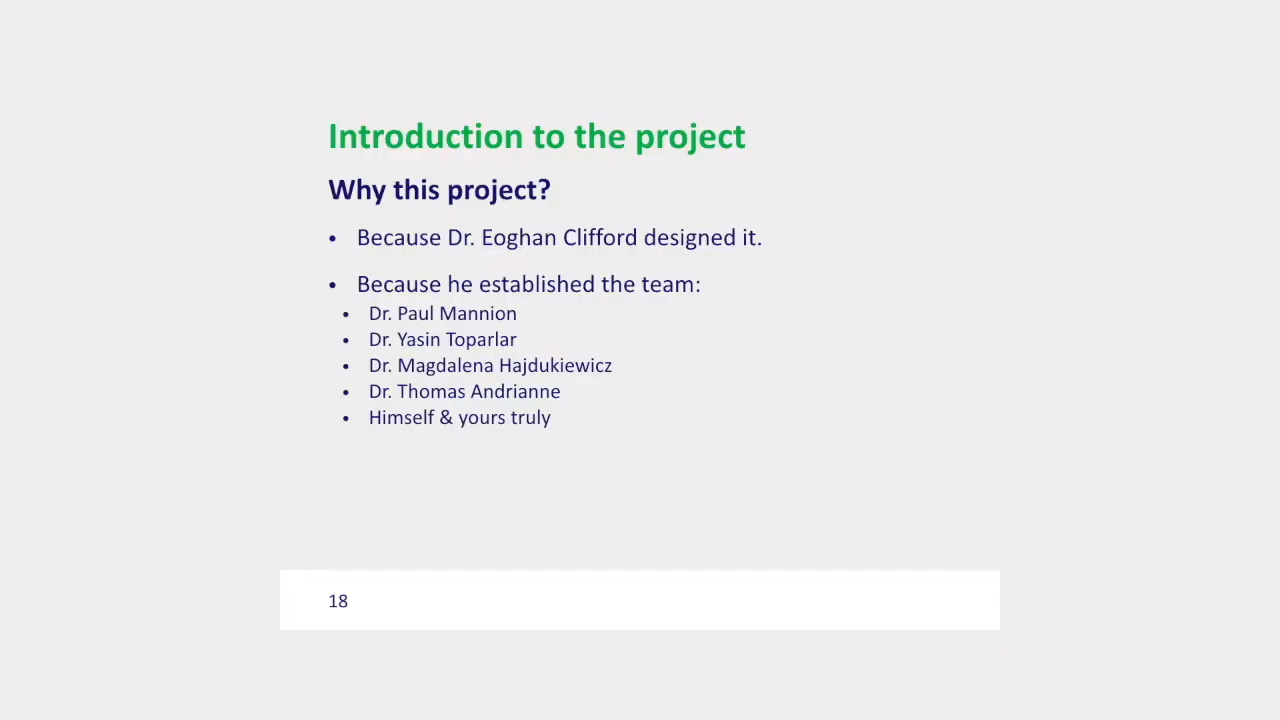 Introduction to the project
Why this project?
• Because Dr. Eoghan Clifford designed it.
• Because he established the team:
• Dr. Paul Mannion
• Dr. Yasin Toparlar
• Dr. Magdalena Hajdukiewicz
• Dr. Thomas Andrianne
• Himself & yours truly
18